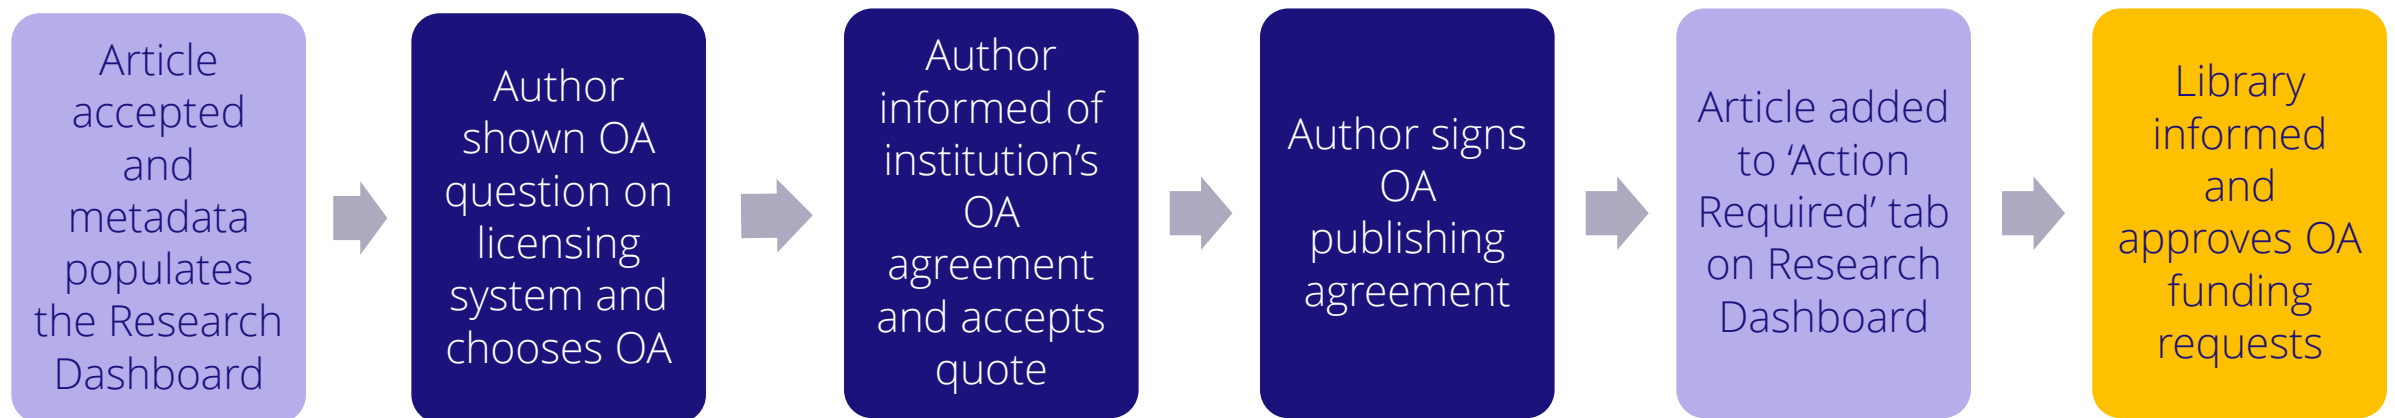 Article
accepted
and
metadata
populates
the Research
Dashboard
Author
shown OA
question on
licensing
system and
chooses OA
Author
informed of
institution’s
OA
agreement
and accepts
quote
Author signs
OA
publishing
agreement
Article added
to ‘Action
Required’ tab
on Research
Dashboard
Library
informed
and
approves OA
funding
requests